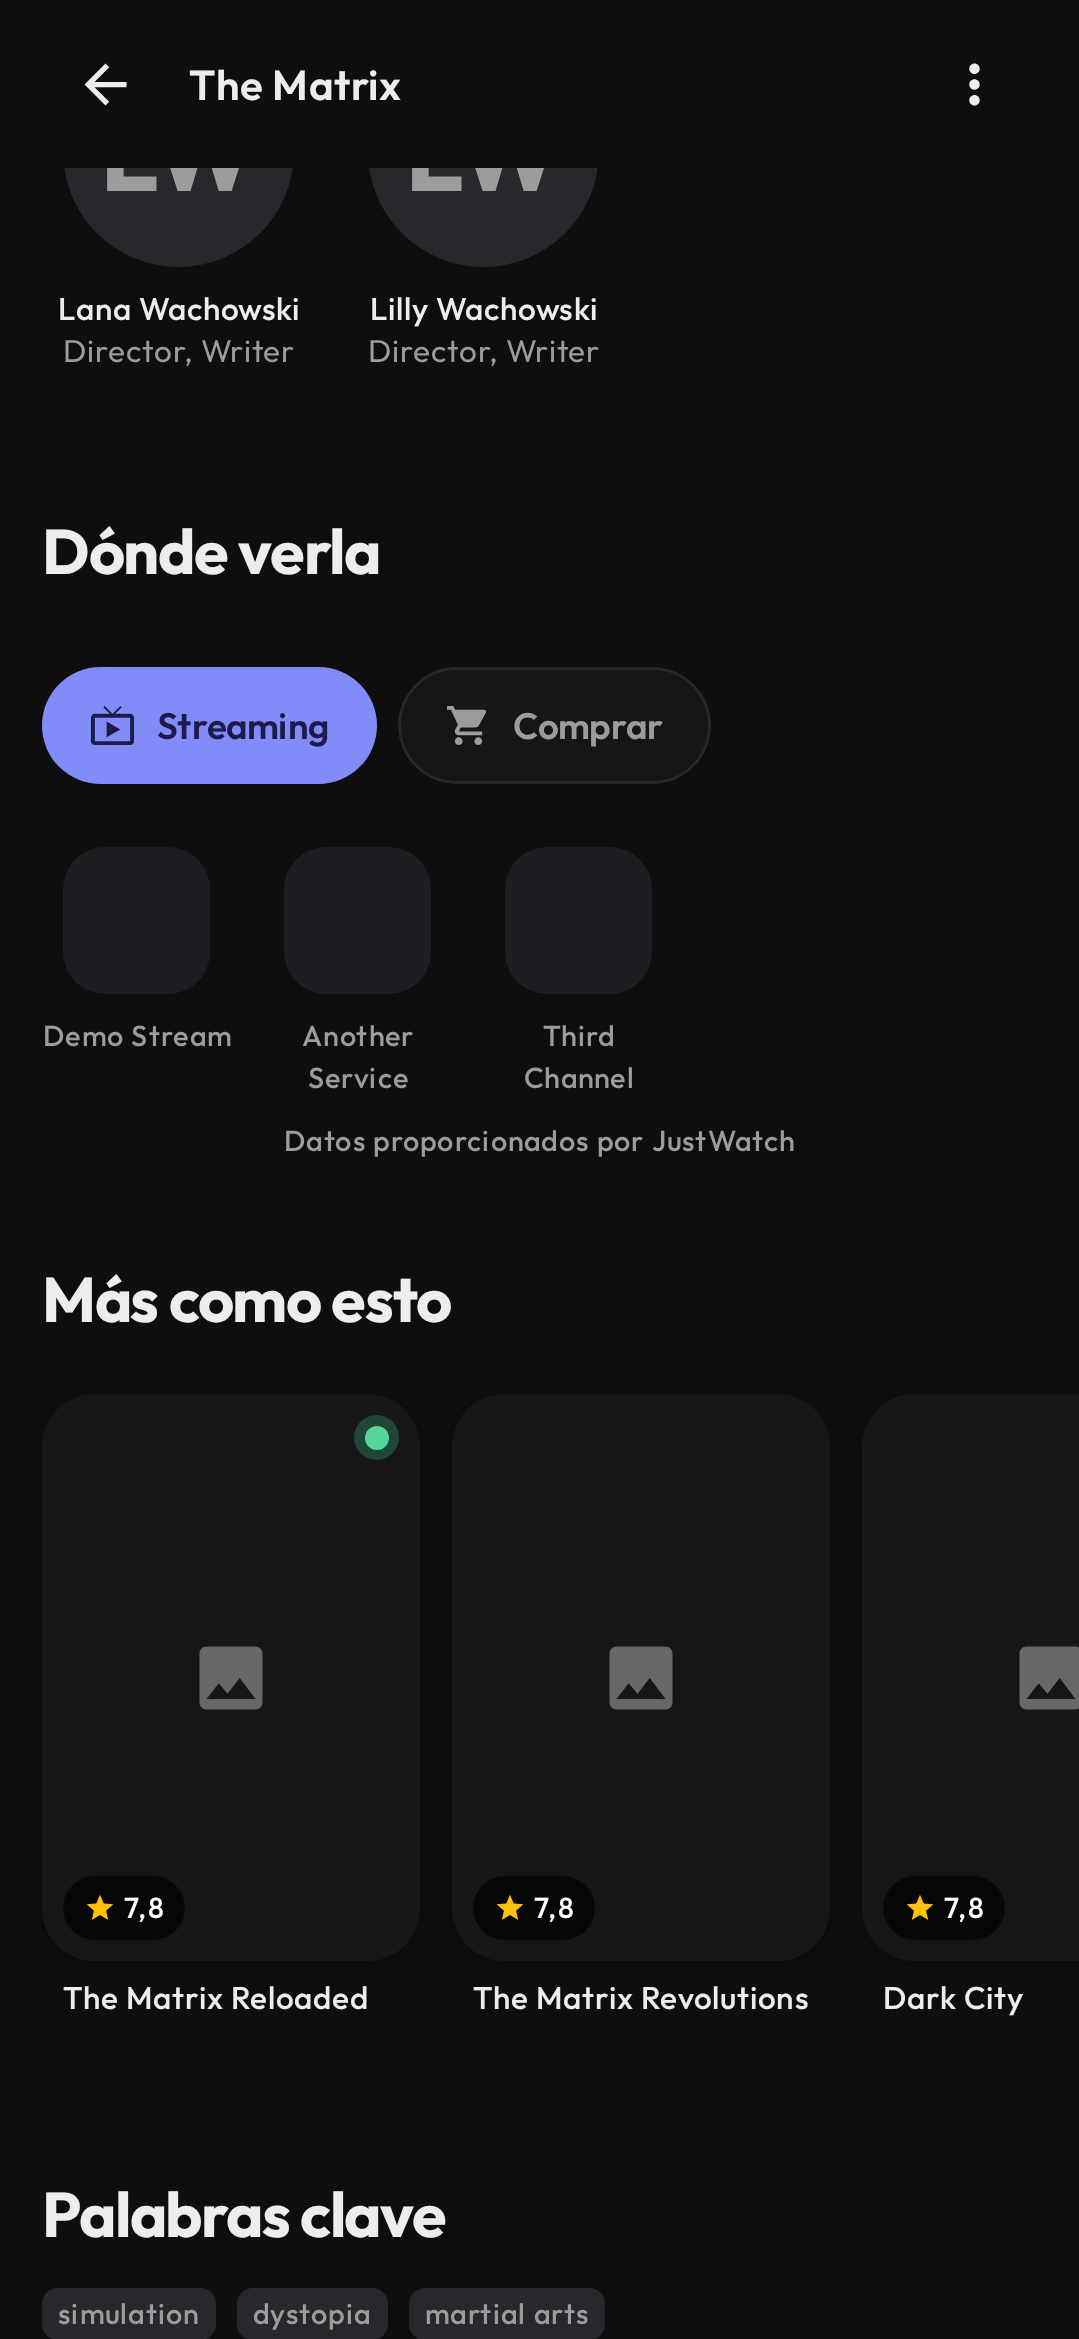 The Matrix
LW LW
Lana Wachowski
Director, Writer
Lilly Wachowski
Director, Writer
Dónde verla
Streaming
Comprar
Demo Stream
Another
Service
Third
Channel
Datos proporcionados por JustWatch
Más como esto
7,8
The Matrix Reloaded
7,8
The Matrix Revolutions
7,8
Dark City
Palabras clave
simulation
dystopia
martial arts